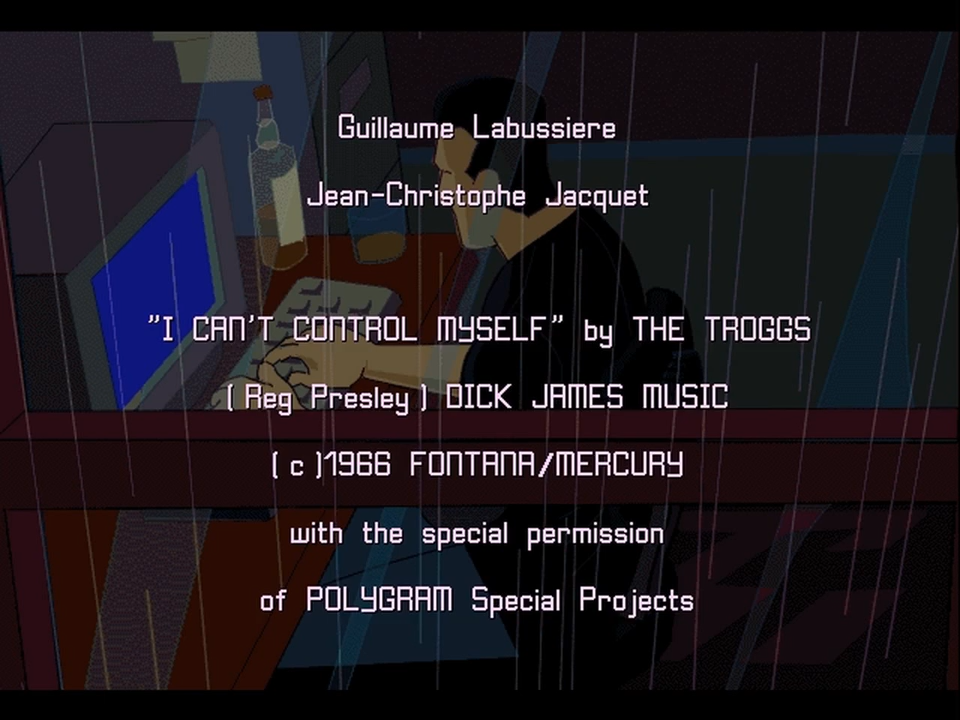 Guillaume Labussiere
Jean-Christophe Jacquet
"I CAN'T CONTROL MYSELF" by THE TROGGS
( Reg Presley ) DICK JAMES MUSIC
( c )1966 FONTANA/MERCURY
with the special permission
of POLYGRAM Special Projects